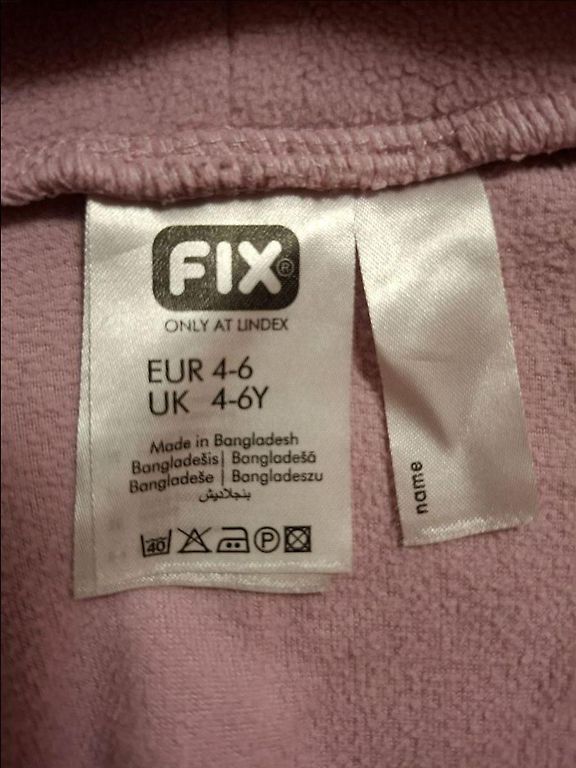 FIX®
ONLY AT LINDEX
EUR 4-6
UK 4-6Y
Made in Bangladesh
Bangladešis | Bangladešā
Bangladeše | Bangladeszu
بنجلاديش
40 P
name